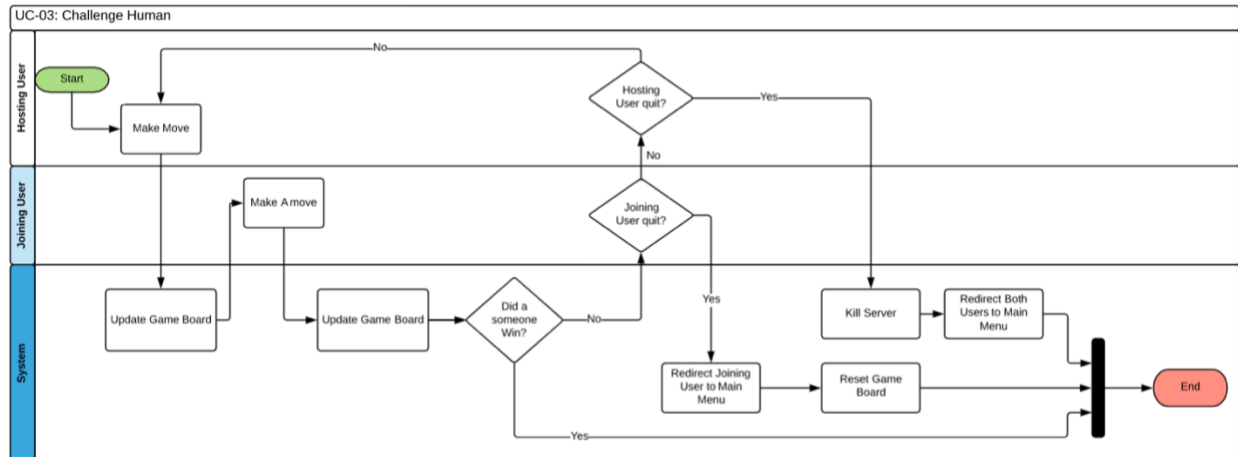 UC-03: Challenge Human
Hosting User
Start
Make Move
No
Hosting
User quit?
Yes
No
Joining User
Make A move
Joining
User quit?
Yes
System
Update Game Board
Update Game Board
Did a
someone
Win?
No
Yes
Redirect Joining
User to Main
Menu
Kill Server
Redirect Both
Users to Main
Menu
Reset Game
Board
End